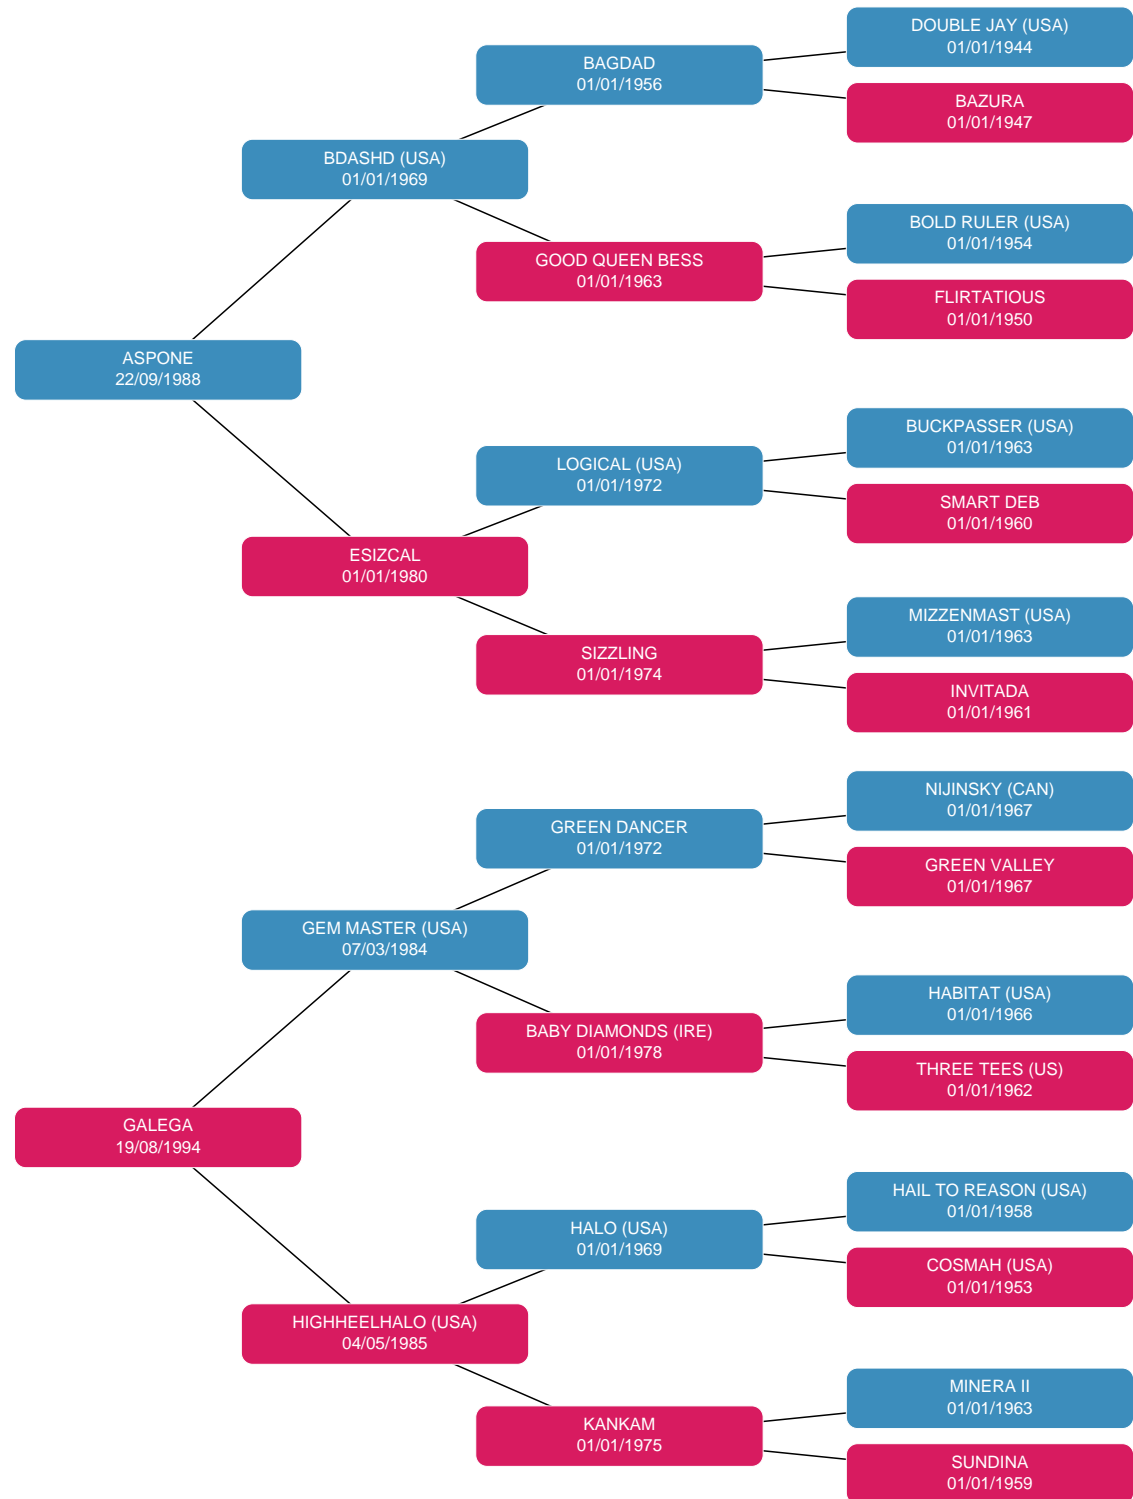 DOUBLE JAY (USA)
01/01/1944
BAGDAD
01/01/1956
BAZURA
01/01/1947
BDASHD (USA)
01/01/1969
BOLD RULER (USA)
01/01/1954
GOOD QUEEN BESS
01/01/1963
FLIRTATIOUS
01/01/1950
ASPONE
22/09/1988
BUCKPASSER (USA)
01/01/1963
LOGICAL (USA)
01/01/1972
SMART DEB
01/01/1960
ESIZCAL
01/01/1980
MIZZENMAST (USA)
01/01/1963
SIZZLING
01/01/1974
INVITADA
01/01/1961
NIJINSKY (CAN)
01/01/1967
GREEN DANCER
01/01/1972
GREEN VALLEY
01/01/1967
GEM MASTER (USA)
07/03/1984
HABITAT (USA)
01/01/1966
BABY DIAMONDS (IRE)
01/01/1978
THREE TEES (US)
01/01/1962
GALEGA
19/08/1994
HAIL TO REASON (USA)
01/01/1958
HALO (USA)
01/01/1969
COSMAH (USA)
01/01/1953
HIGHHEELHALO (USA)
04/05/1985
MINERA II
01/01/1963
KANKAM
01/01/1975
SUNDINA
01/01/1959